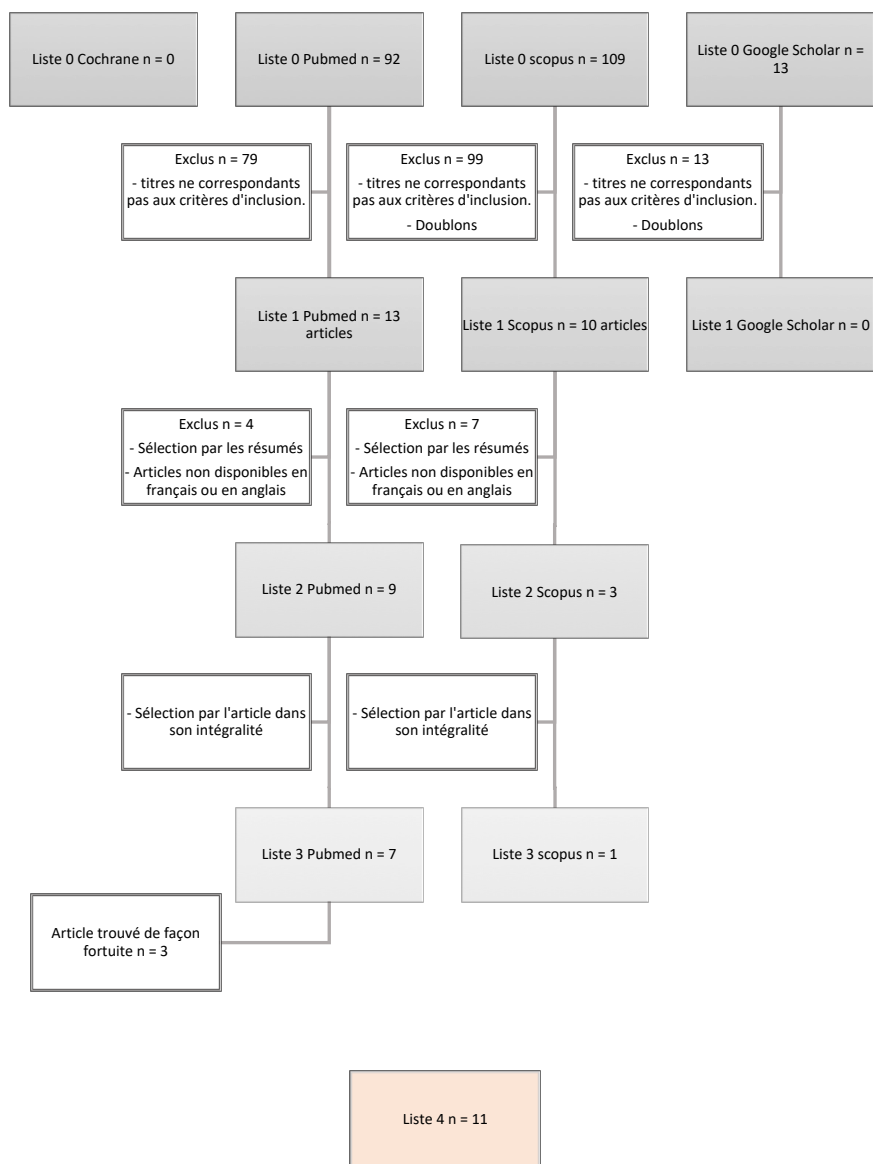 Liste 0 Cochrane n = 0
Liste 0 Pubmed n = 92
Liste 0 scopus n = 109
Liste 0 Google Scholar n =
13
Exclus n = 79
- titres ne correspondants
pas aux critères d'inclusion.
Exclus n = 99
- titres ne correspondants
pas aux critères d'inclusion.
- Doublons
Exclus n = 13
- titres ne correspondants
pas aux critères d'inclusion.
- Doublons
Liste 1 Pubmed n = 13
articles
Liste 1 Scopus n = 10 articles
Liste 1 Google Scholar n = 0
Exclus n = 4
- Sélection par les résumés
- Articles non disponibles en
français ou en anglais
Exclus n = 7
- Sélection par les résumés
- Articles non disponibles en
français ou en anglais
Liste 2 Pubmed n = 9
Liste 2 Scopus n = 3
- Sélection par l'article dans
son intégralité
- Sélection par l'article dans
son intégralité
Liste 3 Pubmed n = 7
Liste 3 scopus n = 1
Article trouvé de façon
fortuite n = 3
Liste 4 n = 11